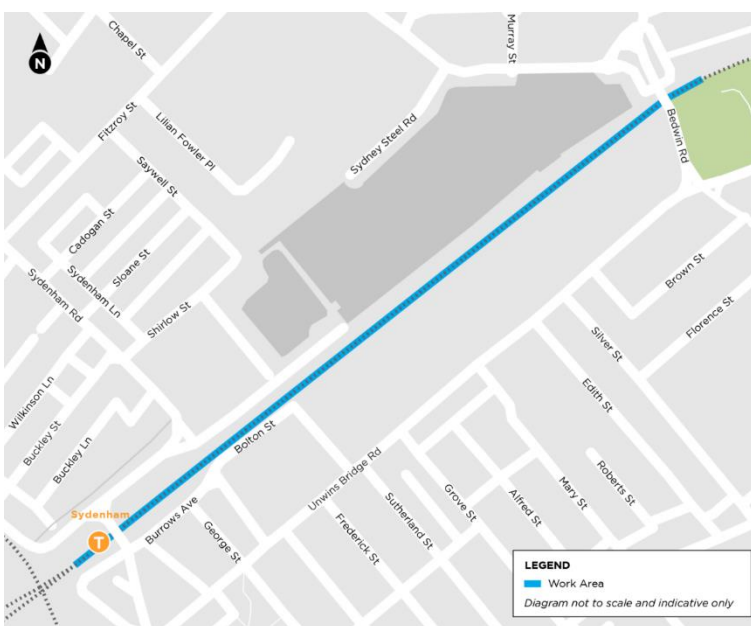 N
Chapel St
Murray St
Fitzroy St
Lilian Fowler Pl
Sydney Steel Rd
Bedwin Rd
Saywell St
Cadogan St
Sloane St
Sydenham Ln
Sydenham Rd
Shirlow St
Brown St
Florence St
Silver St
Edith St
Wilkinson Ln
Buckley St
Buckley Ln
Bolton St
Unwins Bridge Rd
Roberts St
Mary St
Alfred St
Grove St
Sutherland St
Frederick St
Sydenham
T
Burrows Ave
George St
LEGEND
Work Area
Diagram not to scale and indicative only